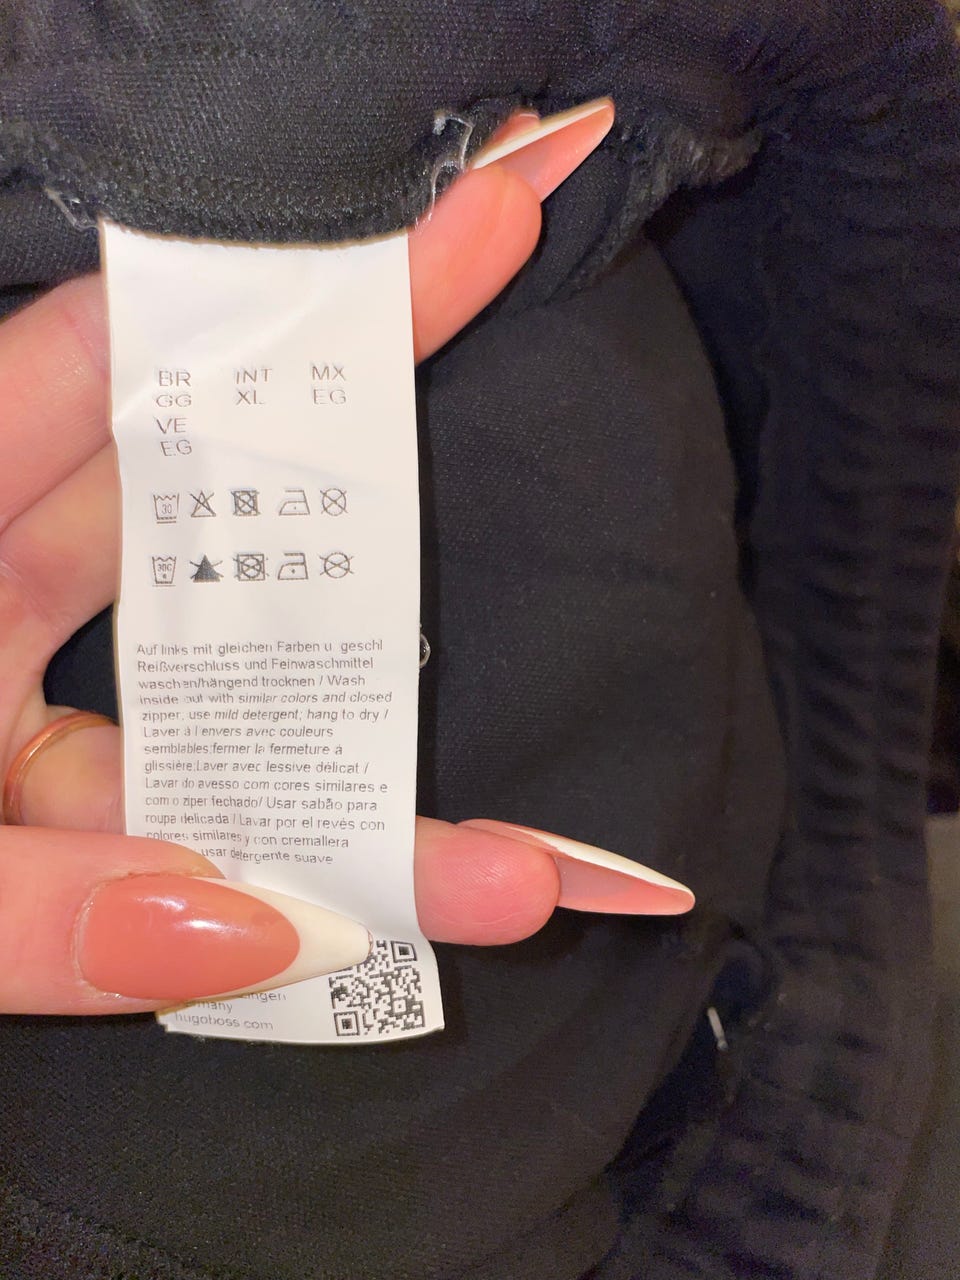 BR INT MX
GG XL EG
VE
EG
30
30C
Auf links mit gleichen Farben u. geschl
Reißverschluss und Feinwaschmittel
waschen/hängend trocknen / Wash
inside out with similar colors and closed
zipper; use mild detergent; hang to dry /
Laver à l'envers avec couleurs
semblables;fermer la fermeture à
glissière;Laver avec lessive délicat /
Lavar do avesso com cores similares e
com o ziper fechado/ Usar sabão para
roupa delicada / Lavar por el revés con
colores similares y con cremallera
usar detergente suave
hugoboss.com